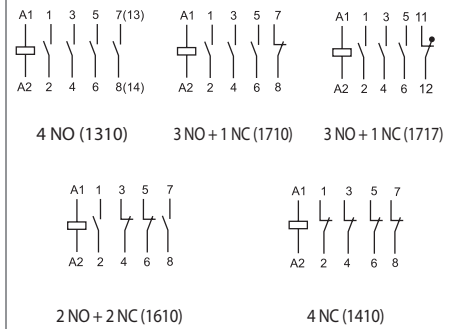 A1 1 3 5 7(13) A1 1 3 5 7 A1 1 3 5 11
A2 2 4 6 8(14) A2 2 4 6 8 A2 2 4 6 12
4 NO (1310) 3 NO + 1 NC (1710) 3 NO + 1 NC (1717)
A1 1 3 5 7 A1 1 3 5 7
A2 2 4 6 8 A2 2 4 6 8
2 NO + 2 NC (1610) 4 NC (1410)